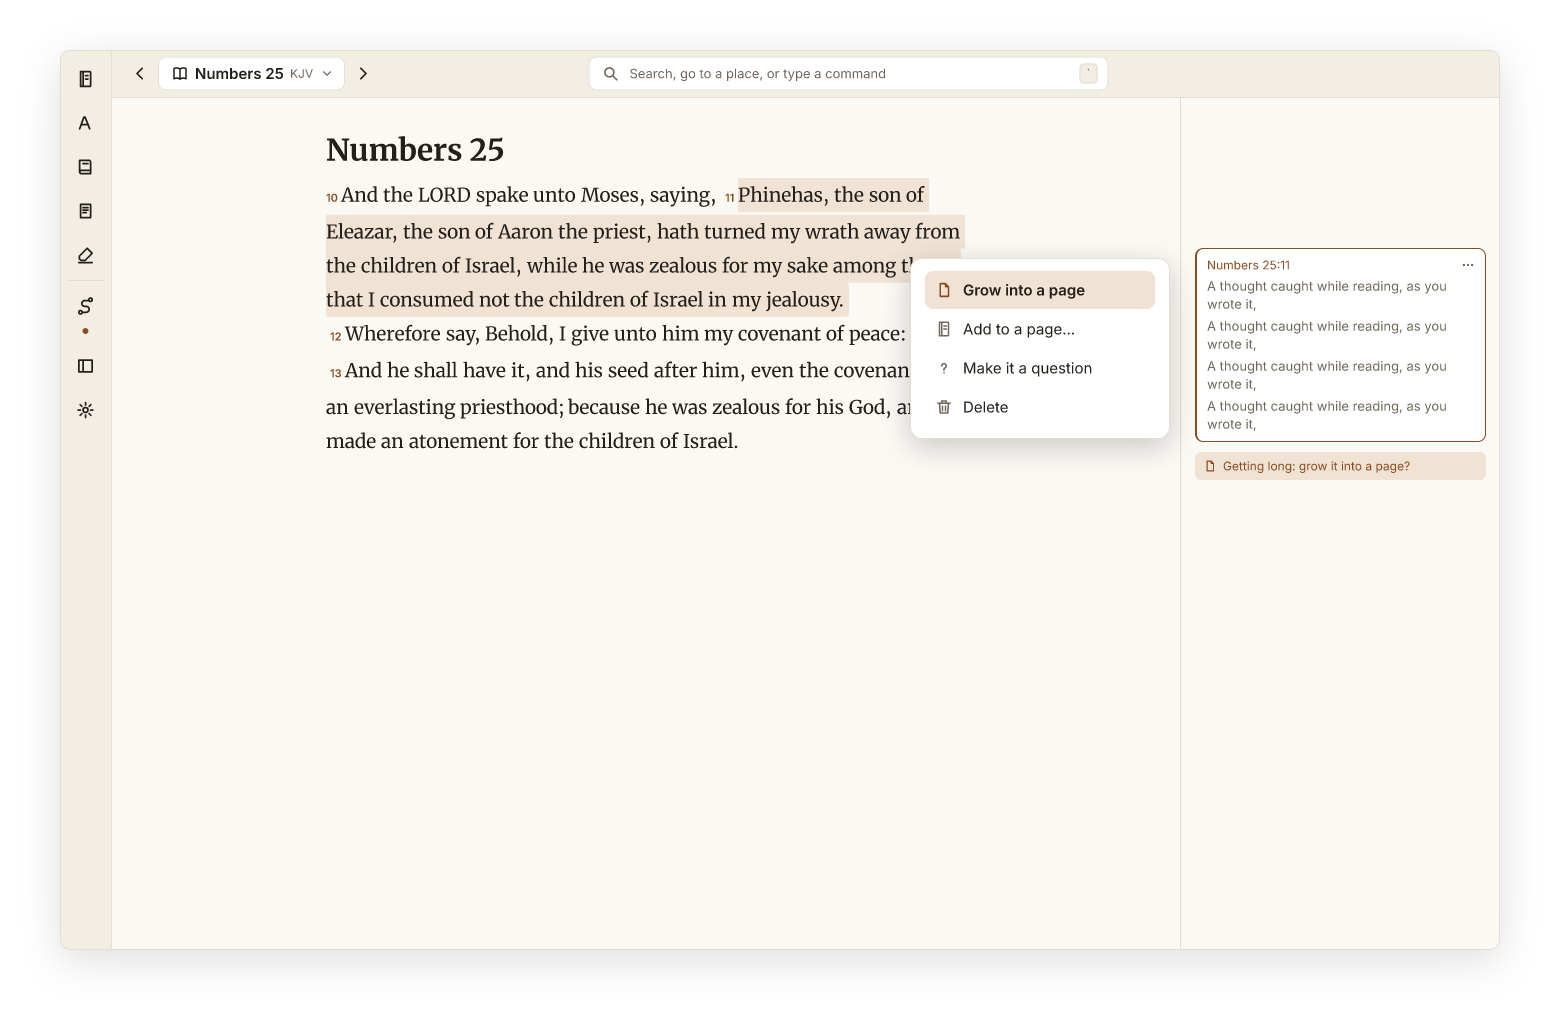 Numbers 25 KJV
Search, go to a place, or type a command
Numbers 25
10 And the LORD spake unto Moses, saying, 11 Phinehas, the son of
Eleazar, the son of Aaron the priest, hath turned my wrath away from
the children of Israel, while he was zealous for my sake among
that I consumed not the children of Israel in my jealousy.
12 Wherefore say, Behold, I give unto him my covenant of peace:
13 And he shall have it, and his seed after him, even the
an everlasting priesthood; because he was zealous for his God,
made an atonement for the children of Israel.
Grow into a page
Add to a page...
? Make it a question
Delete
Numbers 25:11
A thought caught while reading, as you
wrote it,
A thought caught while reading, as you
wrote it,
A thought caught while reading, as you
wrote it,
A thought caught while reading, as you
wrote it,
Getting long: grow it into a page?